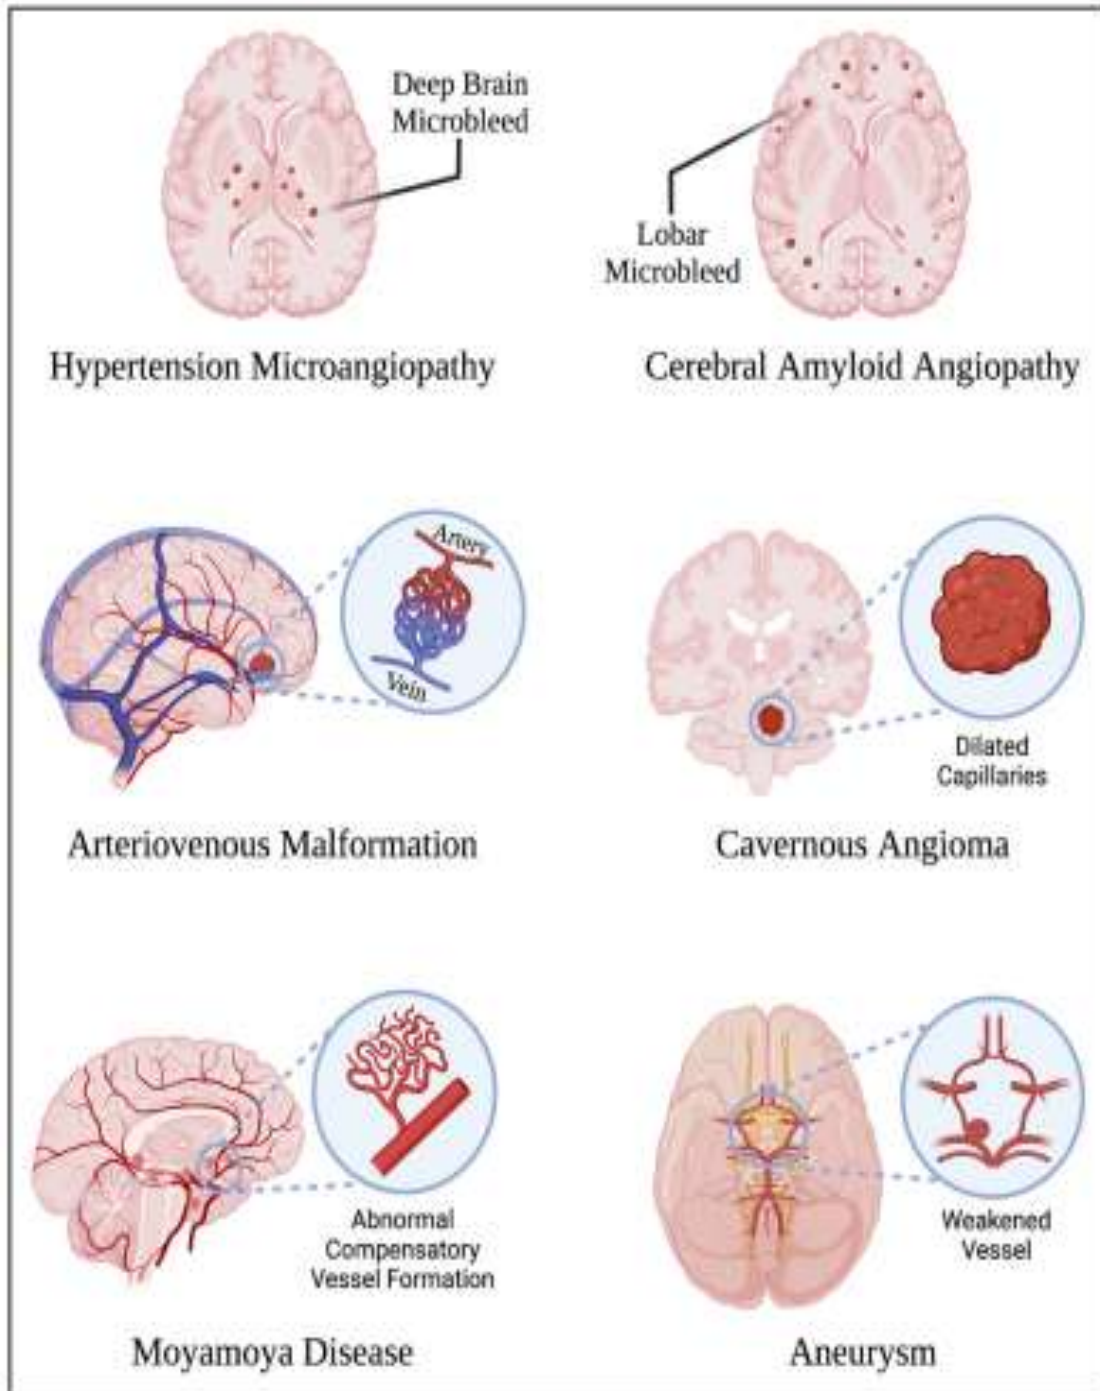 Deep Brain
Microbleed
Lobar
Microbleed
Hypertension Microangiopathy
Cerebral Amyloid Angiopathy
Artery
Vein
Dilated
Capillaries
Arteriovenous Malformation
Cavernous Angioma
Abnormal
Compensatory
Vessel Formation
Weakened
Vessel
Moyamoya Disease
Aneurysm